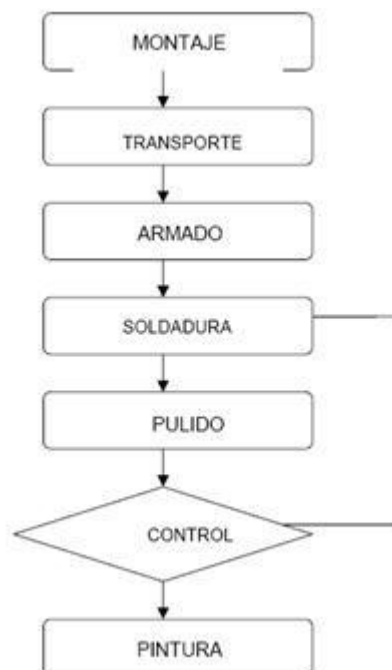 MONTAJE
TRANSPORTE
ARMADO
SOLDADURA
PULIDO
CONTROL
PINTURA